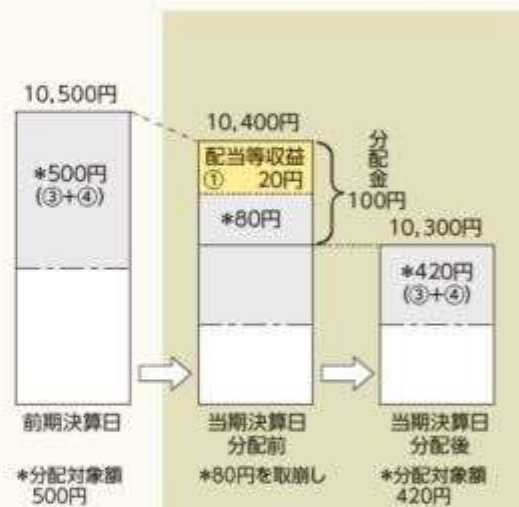 10,500円
*500円
(③+④)
前期決算日
*分配対象額
500円
10,400円
配当等収益
① 20円
*80円
分配金
100円
当期決算日
分配前
*80円を取崩し
10,300円
*420円
(③+④)
当期決算日
分配後
*分配対象額
420円